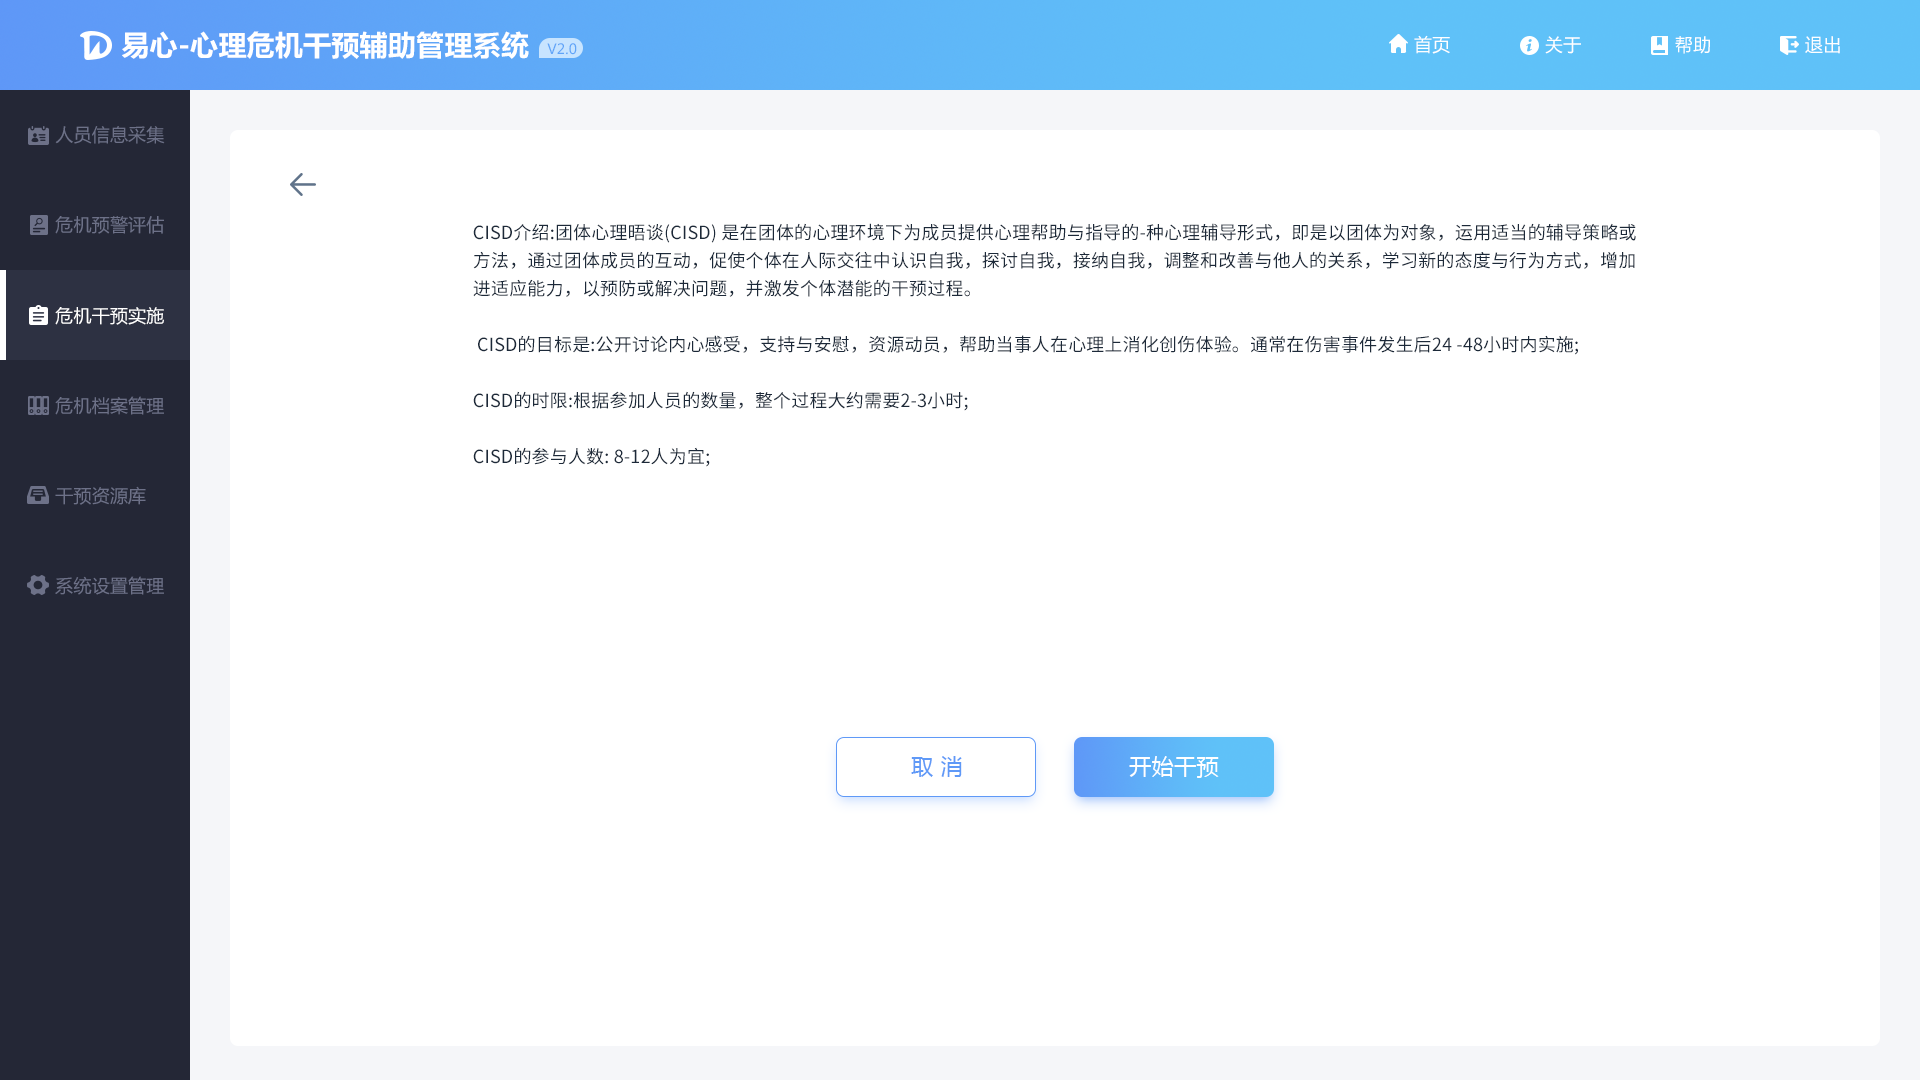 易心-心理危机干预辅助管理系统 V2.0
首页 关于 帮助 退出
人员信息采集
危机预警评估
危机干预实施
危机档案管理
干预资源库
系统设置管理
CISD介绍:团体心理晤谈(CISD) 是在团体的心理环境下为成员提供心理帮助与指导的-种心理辅导形式，即是以团体为对象，运用适当的辅导策略或
方法，通过团体成员的互动，促使个体在人际交往中认识自我，探讨自我，接纳自我，调整和改善与他人的关系，学习新的态度与行为方式，增加
进适应能力，以预防或解决问题，并激发个体潜能的干预过程。
CISD的目标是:公开讨论内心感受，支持与安慰，资源动员，帮助当事人在心理上消化创伤体验。通常在伤害事件发生后24 -48小时内实施;
CISD的时限:根据参加人员的数量，整个过程大约需要2-3小时;
CISD的参与人数: 8-12人为宜;
取 消
开始干预